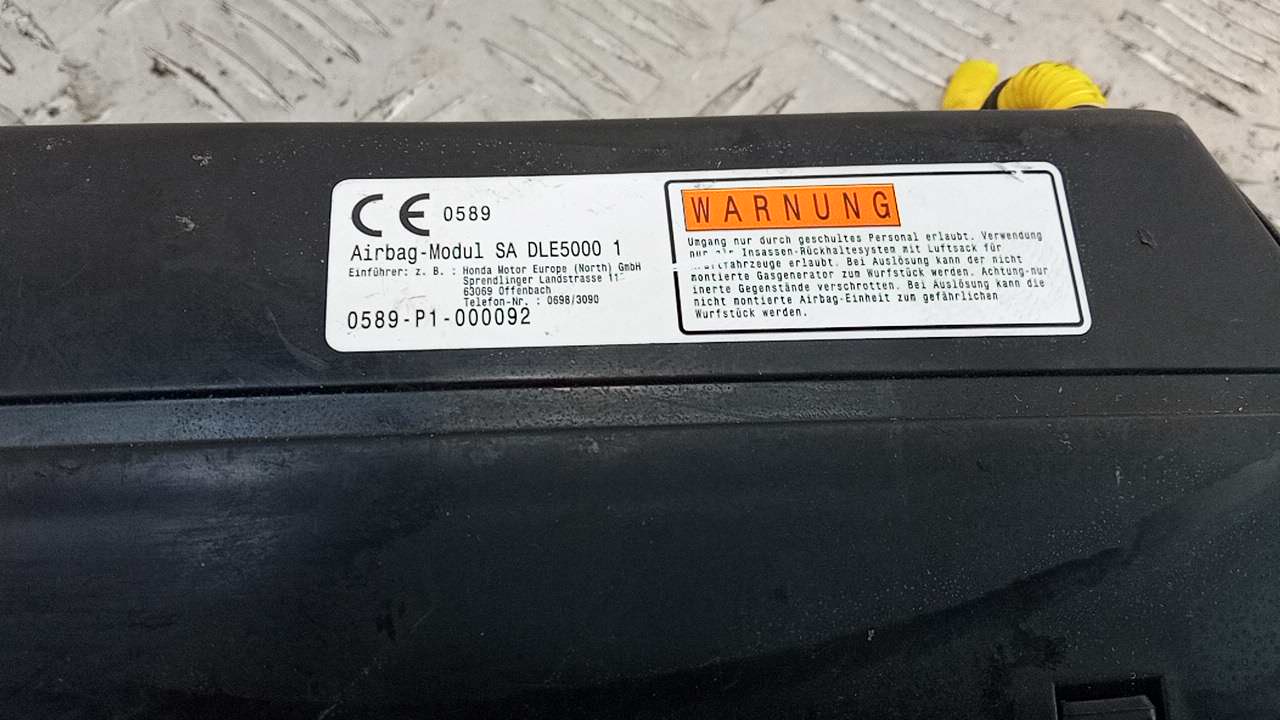 CE 0589
Airbag-Modul SA DLE5000 1
Einführer: z. B. : Honda Motor Europe (North) GmbH
Sprendlinger Landstrasse 11
63069 Offenbach
Telefon-Nr. : 0698/3090
0589-P1-000092
WARNUNG
Umgang nur durch geschultes Personal erlaubt. Verwendung
nur Insassen-Rückhaltesystem mit Luftsack für
erlaubt. Bei Auslösung kann der nicht
montierte Gasgenerator zum Wurfstück werden. Achtung-nur
inerte Gegenstände verschrotten. Bei Auslösung kann die
nicht montierte Airbag-Einheit zum gefährlichen
Wurfstück werden.